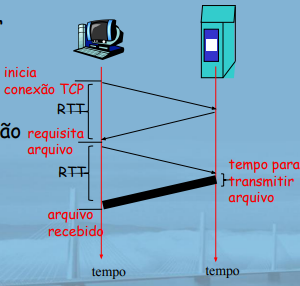 inicia
conexão TCP
RTT
ão
requisita
arquivo
RTT
tempo para
transmitir
arquivo
arquivo
recebido
tempo
tempo